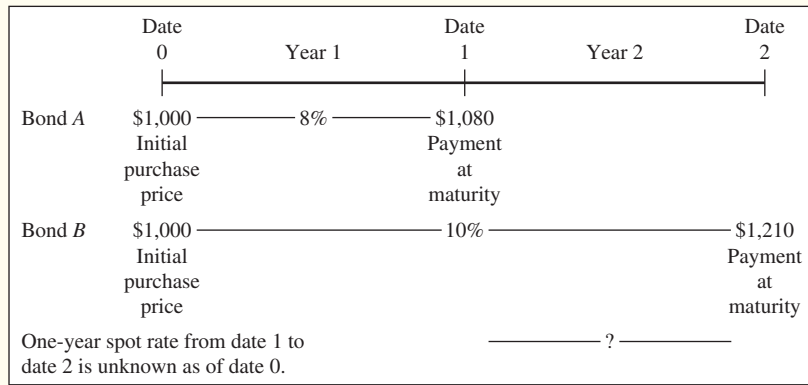 Date Date Date
0 Year 1 1 Year 2 2
Bond A $1,000 8% $1,080
Initial Payment
purchase at
price maturity
Bond B $1,000 10% $1,210
Initial Payment
purchase at
price maturity
One-year spot rate from date 1 to ?
date 2 is unknown as of date 0.